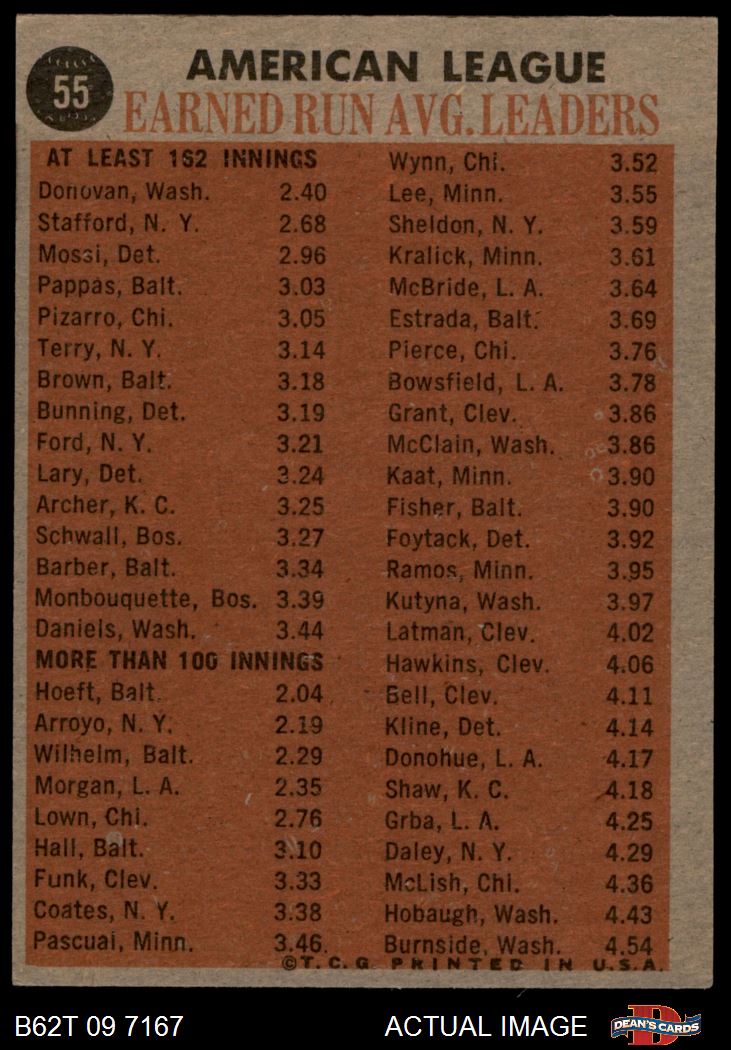 55
AMERICAN LEAGUE
EARNED RUN AVG. LEADERS
AT LEAST 162 INNINGS
Donovan, Wash. 2.40
Stafford, N. Y. 2.68
Mossi, Det. 2.96
Pappas, Balt. 3.03
Pizarro, Chi. 3.05
Terry, N. Y. 3.14
Brown, Balt. 3.18
Bunning, Det. 3.19
Ford, N. Y. 3.21
Lary, Det. 3.24
Archer, K. C. 3.25
Schwall, Bos. 3.27
Barber, Balt. 3.34
Monbouquette, Bos. 3.39
Daniels, Wash. 3.44
MORE THAN 100 INNINGS
Hoeft, Balt. 2.04
Arroyo, N. Y. 2.19
Wilhelm, Balt. 2.29
Morgan, L. A. 2.35
Lown, Chi. 2.76
Hall, Balt. 3.10
Funk, Clev. 3.33
Coates, N. Y. 3.38
Pascual, Minn. 3.46
Wynn, Chi. 3.52
Lee, Minn. 3.55
Sheldon, N. Y. 3.59
Kralick, Minn. 3.61
McBride, L. A. 3.64
Estrada, Balt. 3.69
Pierce, Chi. 3.76
Bowsfield, L. A. 3.78
Grant, Clev. 3.86
McClain, Wash. 3.86
Kaat, Minn. 3.90
Fisher, Balt. 3.90
Foytack, Det. 3.92
Ramos, Minn. 3.95
Kutyna, Wash. 3.97
Latman, Clev. 4.02
Hawkins, Clev. 4.06
Bell, Clev. 4.11
Kline, Det. 4.14
Donohue, L. A. 4.17
Shaw, K. C. 4.18
Grba, L. A. 4.25
Daley, N. Y. 4.29
McLish, Chi. 4.36
Hobaugh, Wash. 4.43
Burnside, Wash. 4.54
©T. C. G PRINTED IN U.S.A.
B62T 09 7167
ACTUAL IMAGE
DEAN'S CARDS